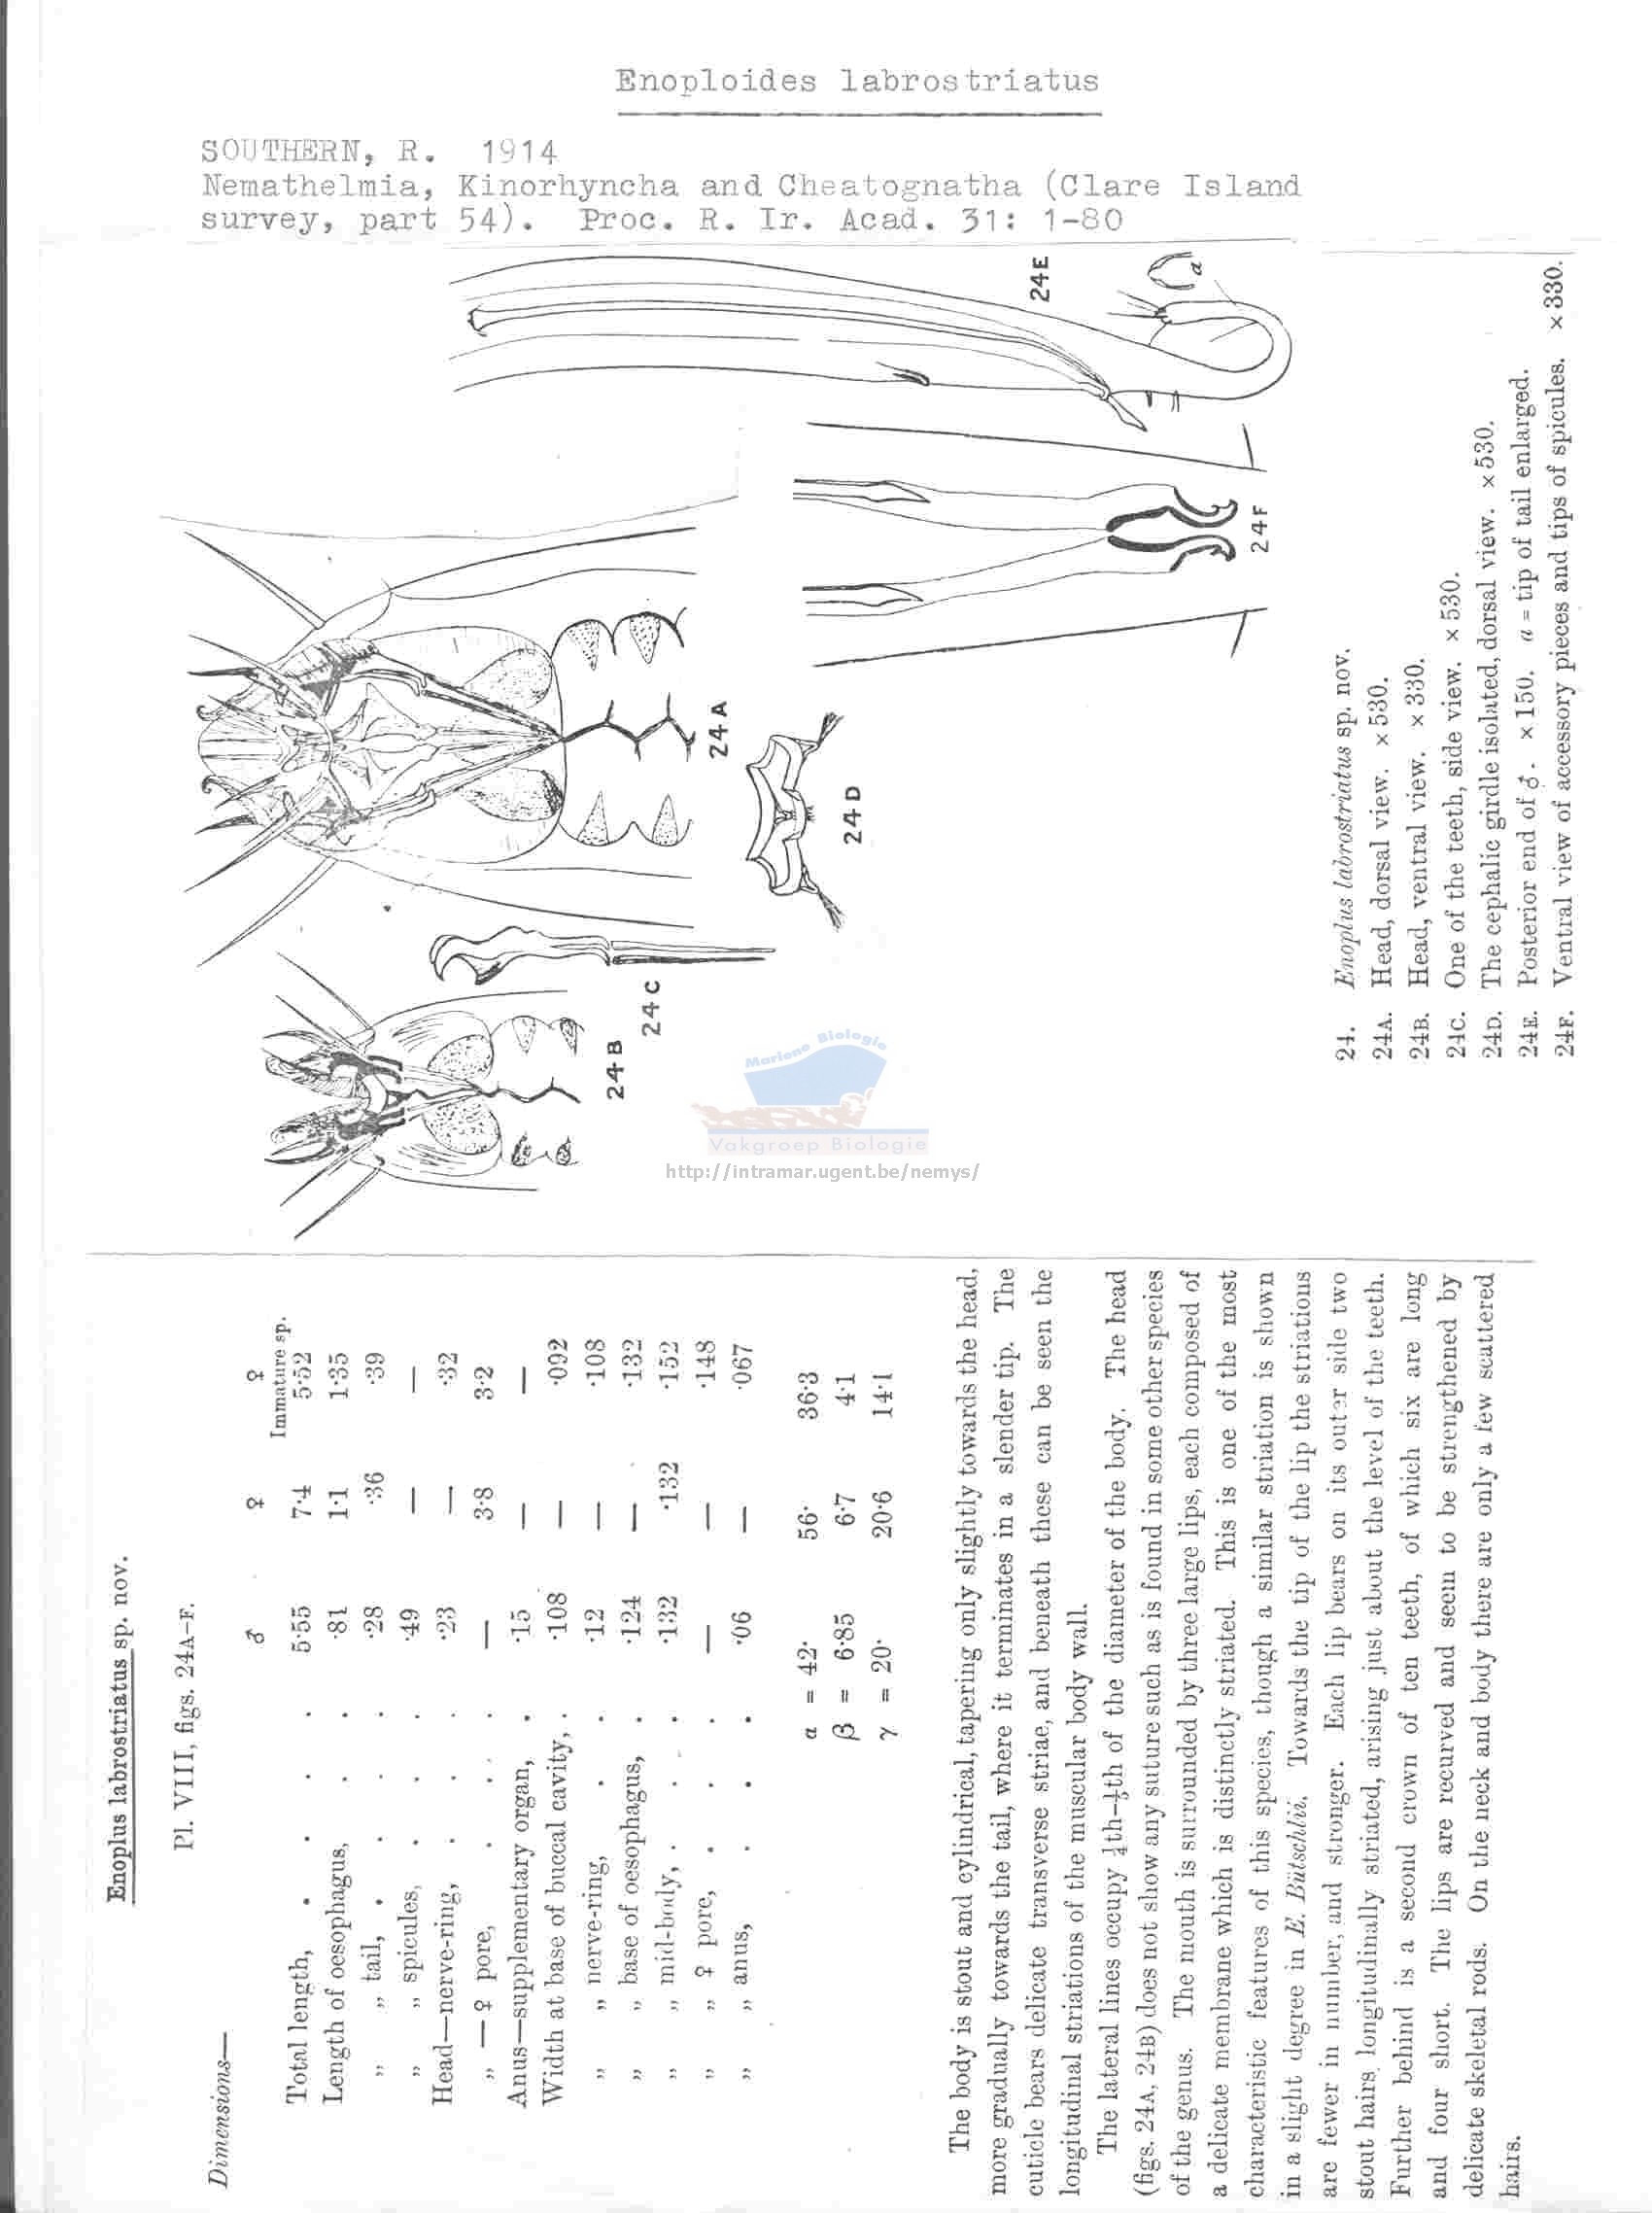 Enoploides labrostriatus
SOUTHERN, R. 1914
Nemathelmia, Kinorhyncha and Cheatognatha (Clare Island
survey, part 54). Proc. R. Ir. Acad. 31: 1-80
24E
a
24F
24A
24D
24C
24B
24. Enoplus labrostriatus sp. nov.
24A. Head, dorsal view. ×530.
24B. Head, ventral view. ×330.
24C. One of the teeth, side view. ×530.
24D. The cephalic girdle isolated, dorsal view. ×530.
24E. Posterior end of ♂. ×150. a = tip of tail enlarged.
24F. Ventral view of accessory pieces and tips of spicules. ×330.
Mariene Biologie
Vakgroep Biologie
http://intramar.ugent.be/nemys/
Enoplus labrostriatus sp. nov.
Pl. VIII, figs. 24A–F.
Dimensions—
♂ ♀ ♀
Immature sp.
Total length, . . . 5·55 7·4 5·52
Length of oesophagus, . . . ·81 1·1 1·35
„ „ tail, . . . . ·28 ·36 ·39
„ „ spicules, . . . ·49 — —
Head—nerve-ring, . . . ·23 — ·32
„ — ♀ pore, . . . — 3·8 3·2
Anus—supplementary organ, . ·15 — —
Width at base of buccal cavity, . ·108 — ·092
„ „ nerve-ring, . . ·12 — ·108
„ „ base of oesophagus, . ·124 — ·132
„ „ mid-body, . . . ·132 ·132 ·152
„ „ ♀ pore, . . . — — ·148
„ „ anus, . . . ·06 — ·067
α = 42· 56· 36·3
β = 6·85 6·7 4·1
γ = 20· 20·6 14·1
The body is stout and cylindrical, tapering only slightly towards the head,
more gradually towards the tail, where it terminates in a slender tip. The
cuticle bears delicate transverse striae, and beneath these can be seen the
longitudinal striations of the muscular body wall.
The lateral lines occupy th– th of the diameter of the body. The head
(figs. 24A, 24B) does not show any suture such as is found in some other species
of the genus. The mouth is surrounded by three large lips, each composed of
a delicate membrane which is distinctly striated. This is one of the most
characteristic features of this species, though a similar striation is shown
in a slight degree in E. Bütschlii. Towards the tip of the lip the striations
are fewer in number, and stronger. Each lip bears on its outer side two
stout hairs, longitudinally striated, arising just about the level of the teeth.
Further behind is a second crown of ten teeth, of which six are long
and four short. The lips are recurved and seem to be strengthened by
delicate skeletal rods. On the neck and body there are only a few scattered
hairs.